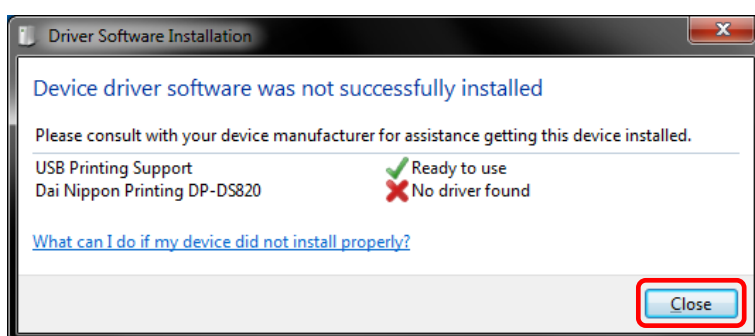 Driver Software Installation
Device driver software was not successfully installed
Please consult with your device manufacturer for assistance getting this device installed.
USB Printing Support Ready to use
Dai Nippon Printing DP-DS820 No driver found
What can I do if my device did not install properly?
Close